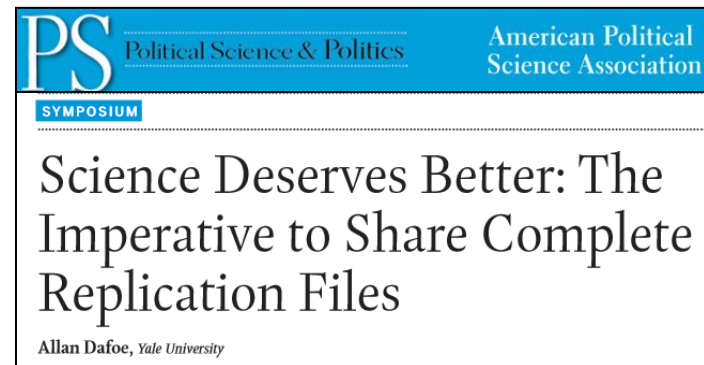 PS Political Science & Politics
American Political
Science Association
SYMPOSIUM
Science Deserves Better: The
Imperative to Share Complete
Replication Files
Allan Dafoe, Yale University